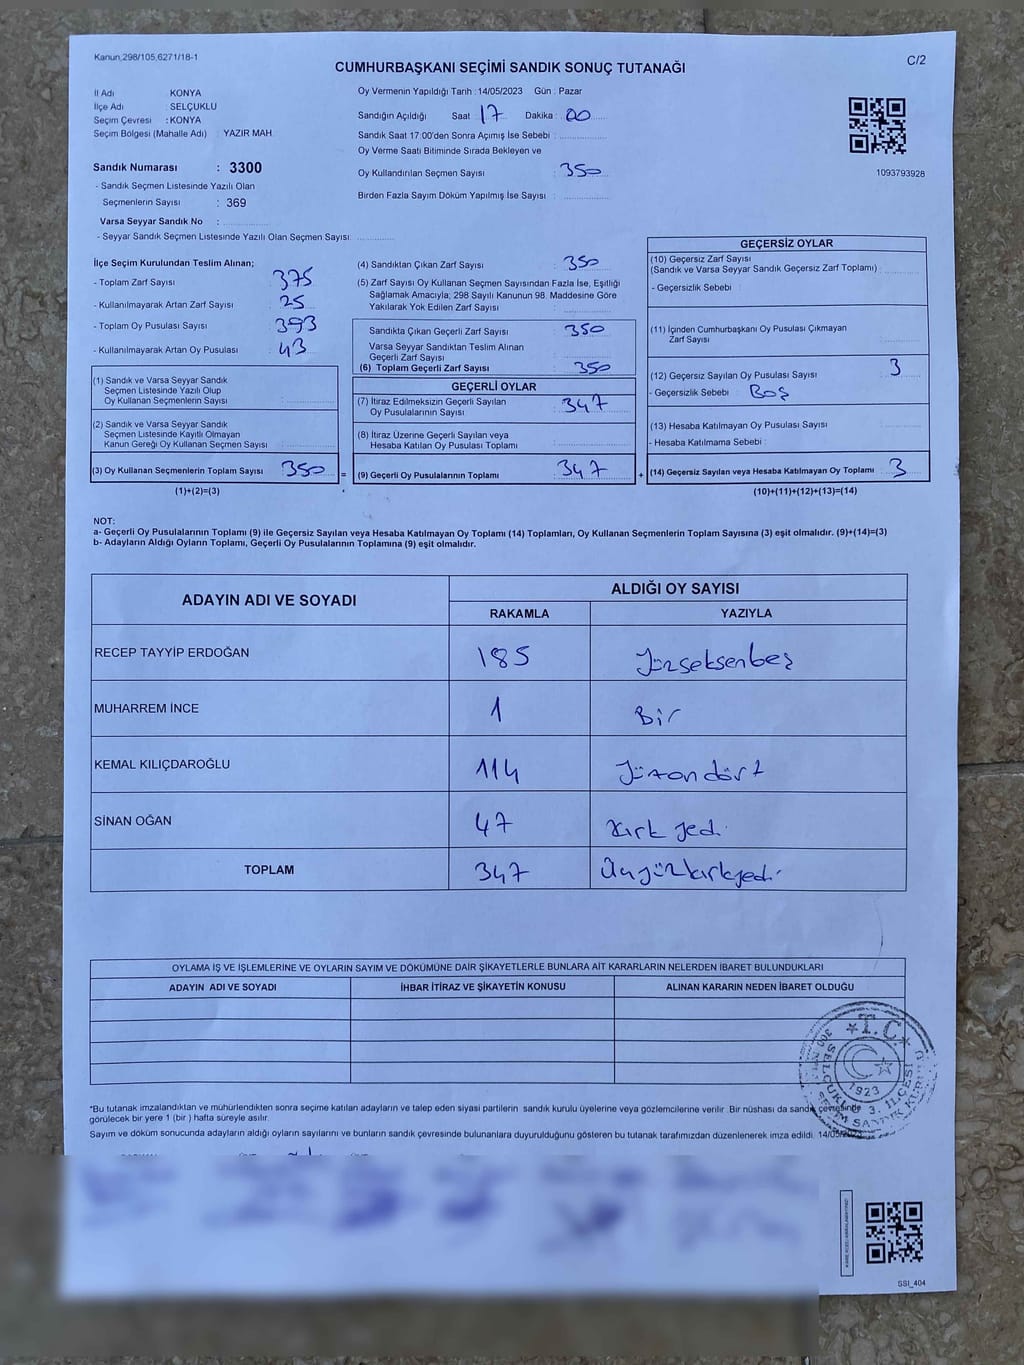 Kanun;298/105,6271/18-1
C/2
CUMHURBAŞKANI SEÇİMİ SANDIK SONUÇ TUTANAĞI
İl Adı KONYA
İlçe Adı : SELÇUKLU
Seçim Çevresi : KONYA
Seçim Bölgesi (Mahalle Adı) : YAZIR MAH.
Sandık Numarası : 3300
- Sandık Seçmen Listesinde Yazılı Olan
Seçmenlerin Sayısı : 369
Varsa Seyyar Sandık No :
- Seyyar Sandık Seçmen Listesinde Yazılı Olan Seçmen Sayısı:
Oy Vermenin Yapıldığı Tarih : 14/05/2023 Gün : Pazar
Sandığın Açıldığı Saat 17 Dakika : 00
Sandık Saat 17:00'den Sonra Açımış İse Sebebi :
Oy Verme Saati Bitiminde Sırada Bekleyen ve
Oy Kullandırılan Seçmen Sayısı : 350
Birden Fazla Sayım Döküm Yapılmış İse Sayısı :
1093793928
İlçe Seçim Kurulundan Teslim Alınan;
- Toplam Zarf Sayısı : 375
- Kullanılmayarak Artan Zarf Sayısı : 25
- Toplam Oy Pusulası Sayısı : 393
- Kullanılmayarak Artan Oy Pusulası : 43
(1) Sandık ve Varsa Seyyar Sandık
Seçmen Listesinde Yazılı Olup
Oy Kullanan Seçmenlerin Sayısı :
(2) Sandık ve Varsa Seyyar Sandık
Seçmen Listesinde Kayılı Olmayan
Kanun Gereği Oy Kullanan Seçmen Sayısı :
(3) Oy Kullanan Seçmenlerin Toplam Sayısı : 350 =
(1)+(2)=(3)
(4) Sandıktan Çıkan Zarf Sayısı : 350
(5) Zarf Sayısı Oy Kullanan Seçmen Sayısından Fazla İse, Eşitliği
Sağlamak Amacıyla; 298 Sayılı Kanunun 98. Maddesine Göre
Yakılarak Yok Edilen Zarf Sayısı :
Sandıkta Çıkan Geçerli Zarf Sayısı : 350
Varsa Seyyar Sandıktan Teslim Alınan
Geçerli Zarf Sayısı :
(6) Toplam Geçerli Zarf Sayısı : 350
GEÇERLİ OYLAR
(7) İtiraz Edilmeksizin Geçerli Sayılan
Oy Pusulalarının Sayısı : 347
(8) İtiraz Üzerine Geçerli Sayılan veya
Hesaba Katılan Oy Pusulası Toplamı :
(9) Geçerli Oy Pusulalarının Toplamı : 347 +
GEÇERSİZ OYLAR
(10) Geçersiz Zarf Sayısı
(Sandık ve Varsa Seyyar Sandık Geçersiz Zarf Toplamı)
- Geçersizlik Sebebi :
(11) İçinden Cumhurbaşkanı Oy Pusulası Çıkmayan
Zarf Sayısı :
(12) Geçersiz Sayılan Oy Pusulası Sayısı : 3
- Geçersizlik Sebebi : Boş
(13) Hesaba Katılmayan Oy Pusulası Sayısı :
- Hesaba Katılmama Sebebi :
(14) Geçersiz Sayılan veya Hesaba Katılmayan Oy Toplamı : 3
(10)+(11)+(12)+(13)=(14)
NOT:
a- Geçerli Oy Pusulalarının Toplamı (9) ile Geçersiz Sayılan veya Hesaba Katılmayan Oy Toplamı (14) Toplamları, Oy Kullanan Seçmenlerin Toplam Sayısına (3) eşit olmalıdır. (9)+(14)=(3)
b- Adayların Aldığı Oyların Toplamı, Geçerli Oy Pusulalarının Toplamına (9) eşit olmalıdır.
ADAYIN ADI VE SOYADI
ALDIĞI OY SAYISI
RAKAMLA YAZIYLA
RECEP TAYYİP ERDOĞAN 185 Yüzseksenbeş
MUHARREM İNCE 1 Bir
KEMAL KILIÇDAROĞLU 114 Yüzondört
SİNAN OĞAN 47 Kırk yedi
TOPLAM 347 Üçyüzkırkyedi
OYLAMA İŞ VE İŞLEMLERİNE VE OYLARIN SAYIM VE DÖKÜMÜNE DAİR ŞİKAYETLERLE BUNLARA AİT KARARLARIN NELERDEN İBARET BULUNDUKLARI
ADAYIN ADI VE SOYADI İHBAR İTİRAZ VE ŞİKAYETİN KONUSU ALINAN KARARIN NEDEN İBARET OLDUĞU
T.C.
1923
SELÇUKLU 3. İLÇESİ
SEÇİM SANDIK KURULU
*Bu tutanak imzalandıktan ve mühürlendikten sonra seçime katılan adayların ve talep eden siyasi partilerin sandık kurulu üyelerine veya gözlemcilerine verilir. Bir nüshası da sandık çevresinde
görülecek bir yere 1 (bir ) hafta süreyle asılır.
Sayım ve döküm sonucunda adayların aldığı oyların sayılarını ve bunların sandık çevresinde bulunanlara duyurulduğunu gösteren bu tutanak tarafımızdan düzenlenerek imza edildi. 14/05/2023
SSI_404